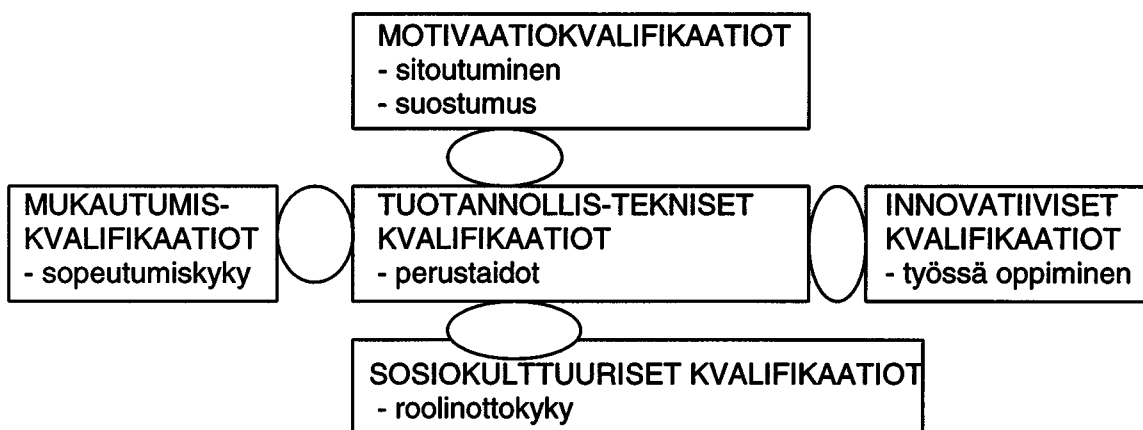 MOTIVAATIOKVALIFIKAATIOT
- sitoutuminen
- suostumus
MUKAUTUMIS-
KVALIFIKAATIOT
- sopeutumiskyky
TUOTANNOLLIS-TEKNISET
KVALIFIKAATIOT
- perustaidot
INNOVATIIVISET
KVALIFIKAATIOT
- työssä oppiminen
SOSIOKULTTUURISET KVALIFIKAATIOT
- roolinottokyky